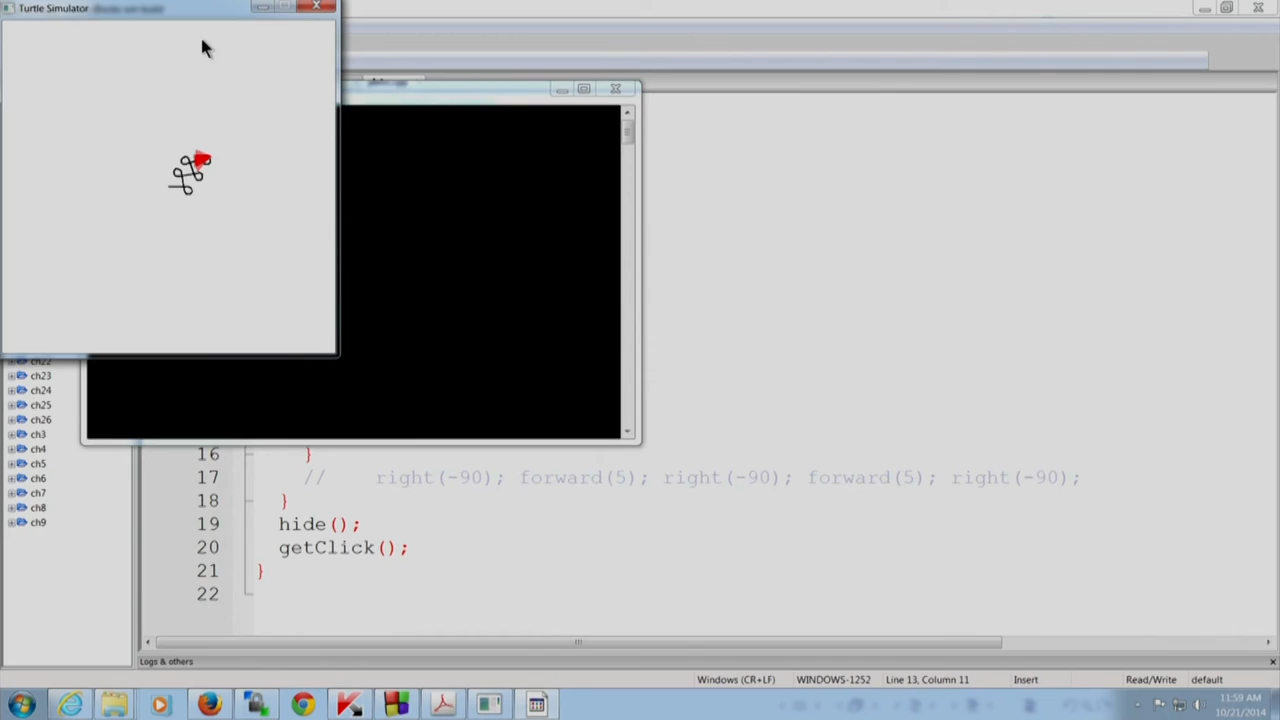 Turtle Simulator
ch22
ch23
ch24
ch25
ch26
ch3
ch4
ch5
ch6
ch7
ch8
ch9
16 }
17 // right(-90); forward(5); right(-90); forward(5); right(-90);
18 }
19 hide();
20 getClick();
21 }
22
Logs & others
Windows (CR+LF) WINDOWS-1252 Line 13, Column 11 Insert Read/Write default
11:59 AM
10/21/2014